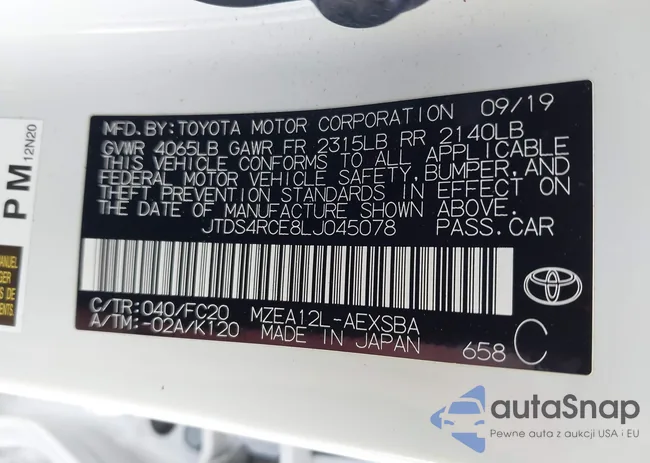 09/19
MFD. BY: TOYOTA MOTOR CORPORATION
GVWR 4065LB GAWR FR 2315LB RR 2140LB
THIS VEHICLE CONFORMS TO ALL APPLICABLE
FEDERAL MOTOR VEHICLE SAFETY, BUMPER, AND
THEFT PREVENTION STANDARDS IN EFFECT ON
THE DATE OF MANUFACTURE SHOWN ABOVE.
JTDS4RCE8LJ045078 PASS. CAR
C/TR: 040/FC20 MZEA12L-AEXSBA
A/TM: -02A/K120 MADE IN JAPAN 658 C
PM
12N20
MANUEL
autaSnap
Pewne auta z aukcji USA i EU